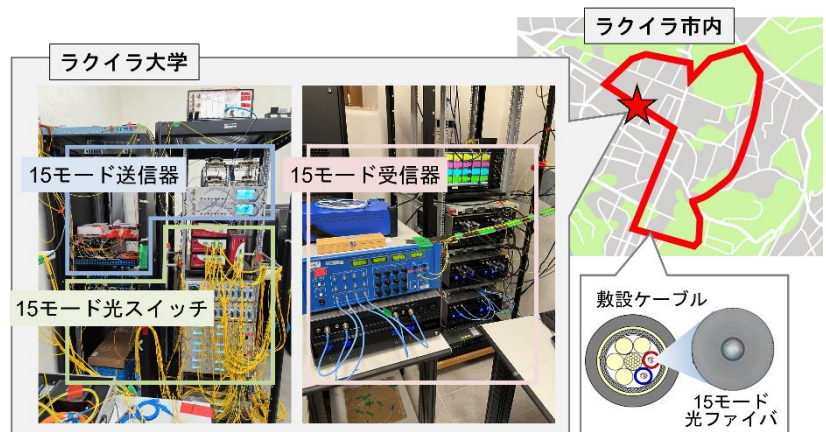 ラクイラ大学
ラクイラ市内
15モード送信器
15モード受信器
15モード光スイッチ
敷設ケーブル
15モード
光ファイバ